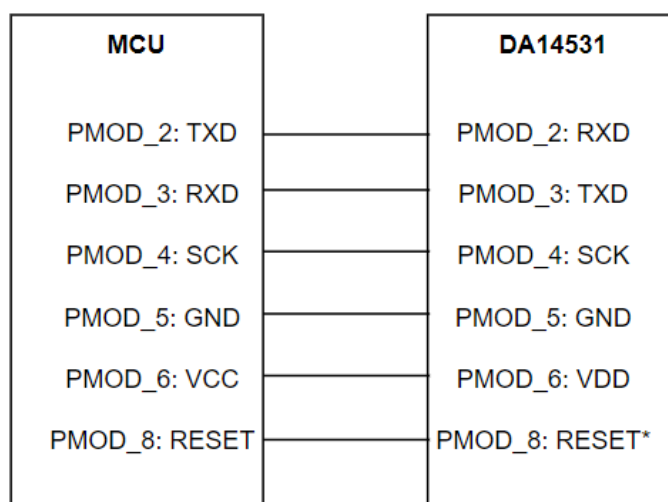 MCU DA14531
PMOD_2: TXD PMOD_2: RXD
PMOD_3: RXD PMOD_3: TXD
PMOD_4: SCK PMOD_4: SCK
PMOD_5: GND PMOD_5: GND
PMOD_6: VCC PMOD_6: VDD
PMOD_8: RESET PMOD_8: RESET*